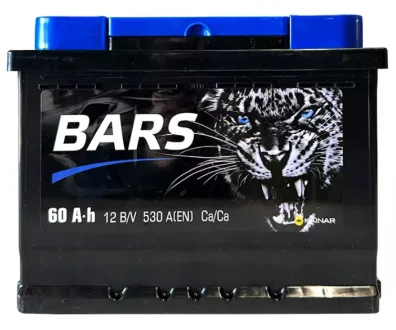 BARS
60 A·h 12 B/V 530 A(EN) Ca/Ca
KAINAR